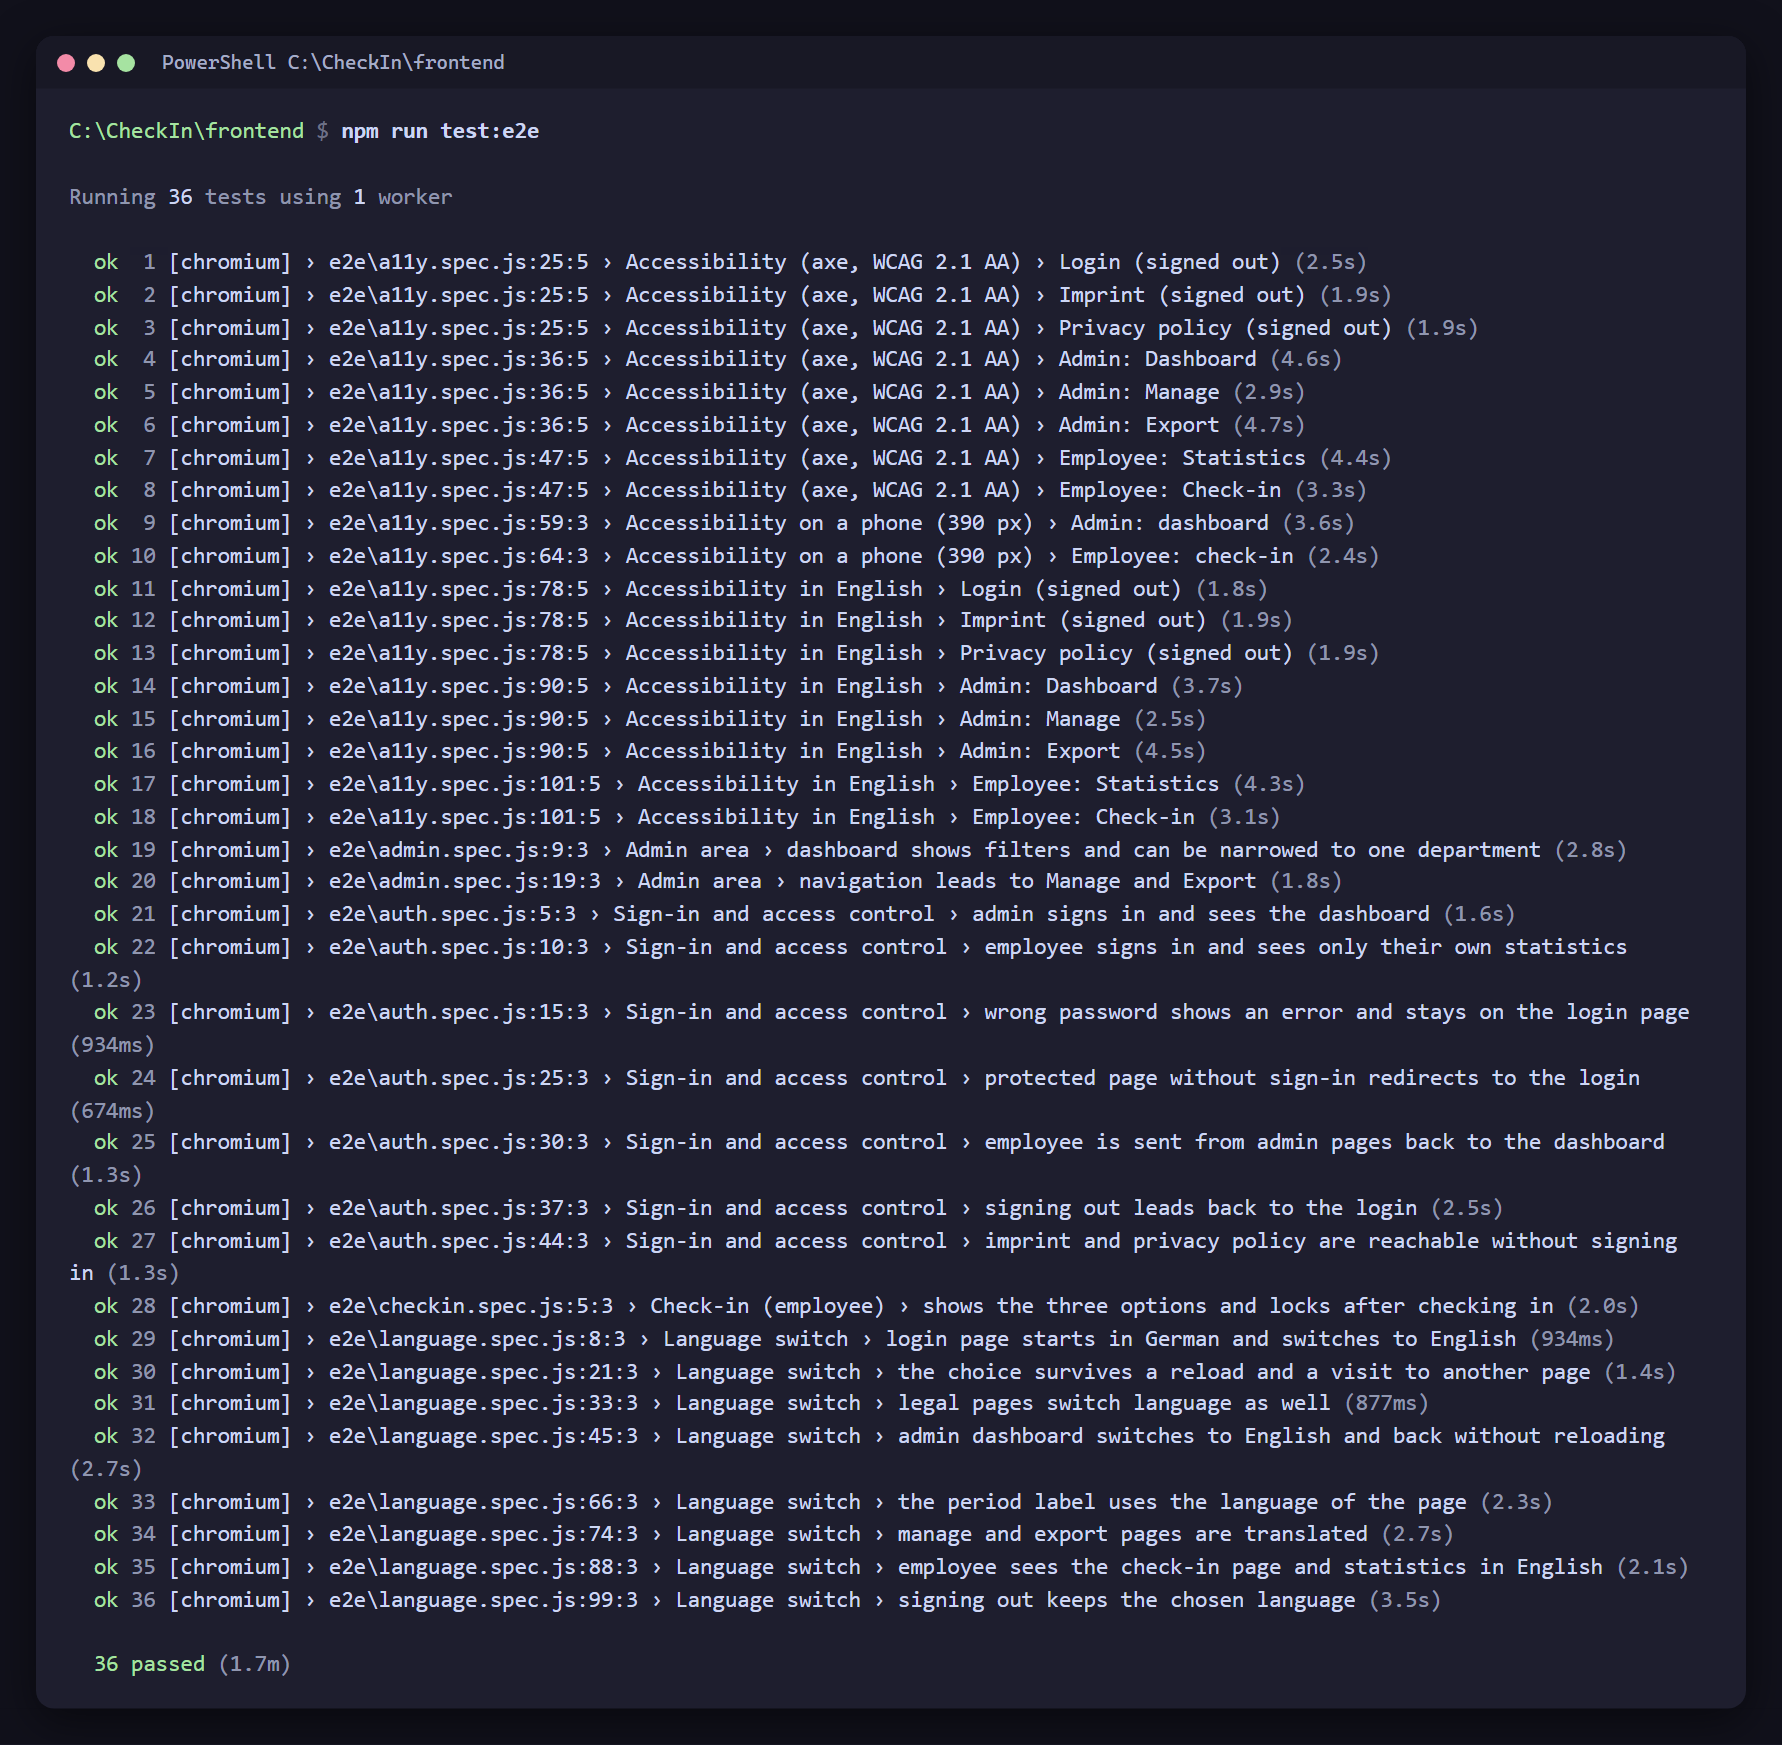 PowerShell C:\CheckIn\frontend
C:\CheckIn\frontend $ npm run test:e2e
Running 36 tests using 1 worker
ok 1 [chromium] › e2e\a11y.spec.js:25:5 › Accessibility (axe, WCAG 2.1 AA) › Login (signed out) (2.5s)
ok 2 [chromium] › e2e\a11y.spec.js:25:5 › Accessibility (axe, WCAG 2.1 AA) › Imprint (signed out) (1.9s)
ok 3 [chromium] › e2e\a11y.spec.js:25:5 › Accessibility (axe, WCAG 2.1 AA) › Privacy policy (signed out) (1.9s)
ok 4 [chromium] › e2e\a11y.spec.js:36:5 › Accessibility (axe, WCAG 2.1 AA) › Admin: Dashboard (4.6s)
ok 5 [chromium] › e2e\a11y.spec.js:36:5 › Accessibility (axe, WCAG 2.1 AA) › Admin: Manage (2.9s)
ok 6 [chromium] › e2e\a11y.spec.js:36:5 › Accessibility (axe, WCAG 2.1 AA) › Admin: Export (4.7s)
ok 7 [chromium] › e2e\a11y.spec.js:47:5 › Accessibility (axe, WCAG 2.1 AA) › Employee: Statistics (4.4s)
ok 8 [chromium] › e2e\a11y.spec.js:47:5 › Accessibility (axe, WCAG 2.1 AA) › Employee: Check-in (3.3s)
ok 9 [chromium] › e2e\a11y.spec.js:59:3 › Accessibility on a phone (390 px) › Admin: dashboard (3.6s)
ok 10 [chromium] › e2e\a11y.spec.js:64:3 › Accessibility on a phone (390 px) › Employee: check-in (2.4s)
ok 11 [chromium] › e2e\a11y.spec.js:78:5 › Accessibility in English › Login (signed out) (1.8s)
ok 12 [chromium] › e2e\a11y.spec.js:78:5 › Accessibility in English › Imprint (signed out) (1.9s)
ok 13 [chromium] › e2e\a11y.spec.js:78:5 › Accessibility in English › Privacy policy (signed out) (1.9s)
ok 14 [chromium] › e2e\a11y.spec.js:90:5 › Accessibility in English › Admin: Dashboard (3.7s)
ok 15 [chromium] › e2e\a11y.spec.js:90:5 › Accessibility in English › Admin: Manage (2.5s)
ok 16 [chromium] › e2e\a11y.spec.js:90:5 › Accessibility in English › Admin: Export (4.5s)
ok 17 [chromium] › e2e\a11y.spec.js:101:5 › Accessibility in English › Employee: Statistics (4.3s)
ok 18 [chromium] › e2e\a11y.spec.js:101:5 › Accessibility in English › Employee: Check-in (3.1s)
ok 19 [chromium] › e2e\admin.spec.js:9:3 › Admin area › dashboard shows filters and can be narrowed to one department (2.8s)
ok 20 [chromium] › e2e\admin.spec.js:19:3 › Admin area › navigation leads to Manage and Export (1.8s)
ok 21 [chromium] › e2e\auth.spec.js:5:3 › Sign-in and access control › admin signs in and sees the dashboard (1.6s)
ok 22 [chromium] › e2e\auth.spec.js:10:3 › Sign-in and access control › employee signs in and sees only their own statistics
(1.2s)
ok 23 [chromium] › e2e\auth.spec.js:15:3 › Sign-in and access control › wrong password shows an error and stays on the login page
(934ms)
ok 24 [chromium] › e2e\auth.spec.js:25:3 › Sign-in and access control › protected page without sign-in redirects to the login
(674ms)
ok 25 [chromium] › e2e\auth.spec.js:30:3 › Sign-in and access control › employee is sent from admin pages back to the dashboard
(1.3s)
ok 26 [chromium] › e2e\auth.spec.js:37:3 › Sign-in and access control › signing out leads back to the login (2.5s)
ok 27 [chromium] › e2e\auth.spec.js:44:3 › Sign-in and access control › imprint and privacy policy are reachable without signing
in (1.3s)
ok 28 [chromium] › e2e\checkin.spec.js:5:3 › Check-in (employee) › shows the three options and locks after checking in (2.0s)
ok 29 [chromium] › e2e\language.spec.js:8:3 › Language switch › login page starts in German and switches to English (934ms)
ok 30 [chromium] › e2e\language.spec.js:21:3 › Language switch › the choice survives a reload and a visit to another page (1.4s)
ok 31 [chromium] › e2e\language.spec.js:33:3 › Language switch › legal pages switch language as well (877ms)
ok 32 [chromium] › e2e\language.spec.js:45:3 › Language switch › admin dashboard switches to English and back without reloading
(2.7s)
ok 33 [chromium] › e2e\language.spec.js:66:3 › Language switch › the period label uses the language of the page (2.3s)
ok 34 [chromium] › e2e\language.spec.js:74:3 › Language switch › manage and export pages are translated (2.7s)
ok 35 [chromium] › e2e\language.spec.js:88:3 › Language switch › employee sees the check-in page and statistics in English (2.1s)
ok 36 [chromium] › e2e\language.spec.js:99:3 › Language switch › signing out keeps the chosen language (3.5s)
36 passed (1.7m)